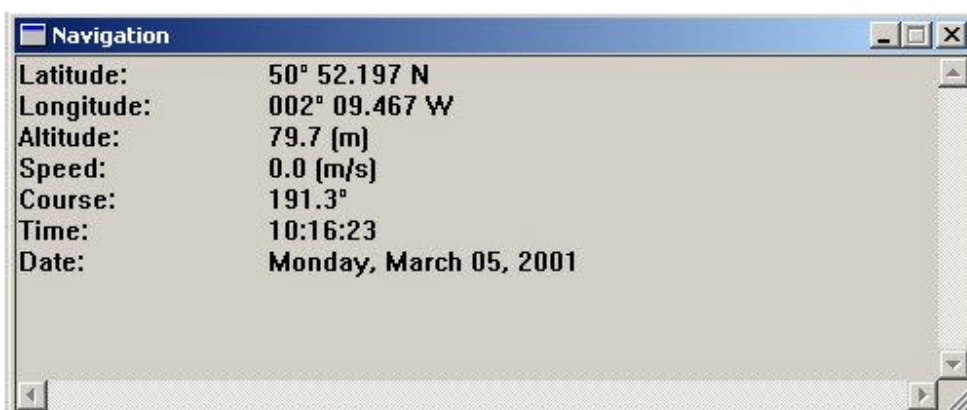 Navigation
Latitude: 50° 52.197 N
Longitude: 002° 09.467 W
Altitude: 79.7 (m)
Speed: 0.0 (m/s)
Course: 191.3°
Time: 10:16:23
Date: Monday, March 05, 2001